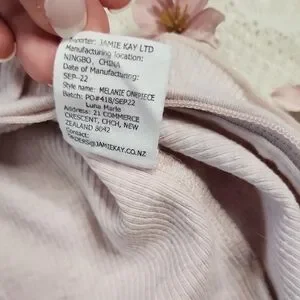 Importer: JAMIE KAY LTD
Manufacturing location:
NINGBO, CHINA
Date of Manufacturing:
SEP-22
Style Name: MELANIE ONEPIECE
Batch: PO#418/SEP22
Luna Marle
Address: 21 COMMERCE
CRESCENT, CHCH, NEW
ZEALAND 8042
Contact:
ORDERS@JAMIEKAY.CO.NZ